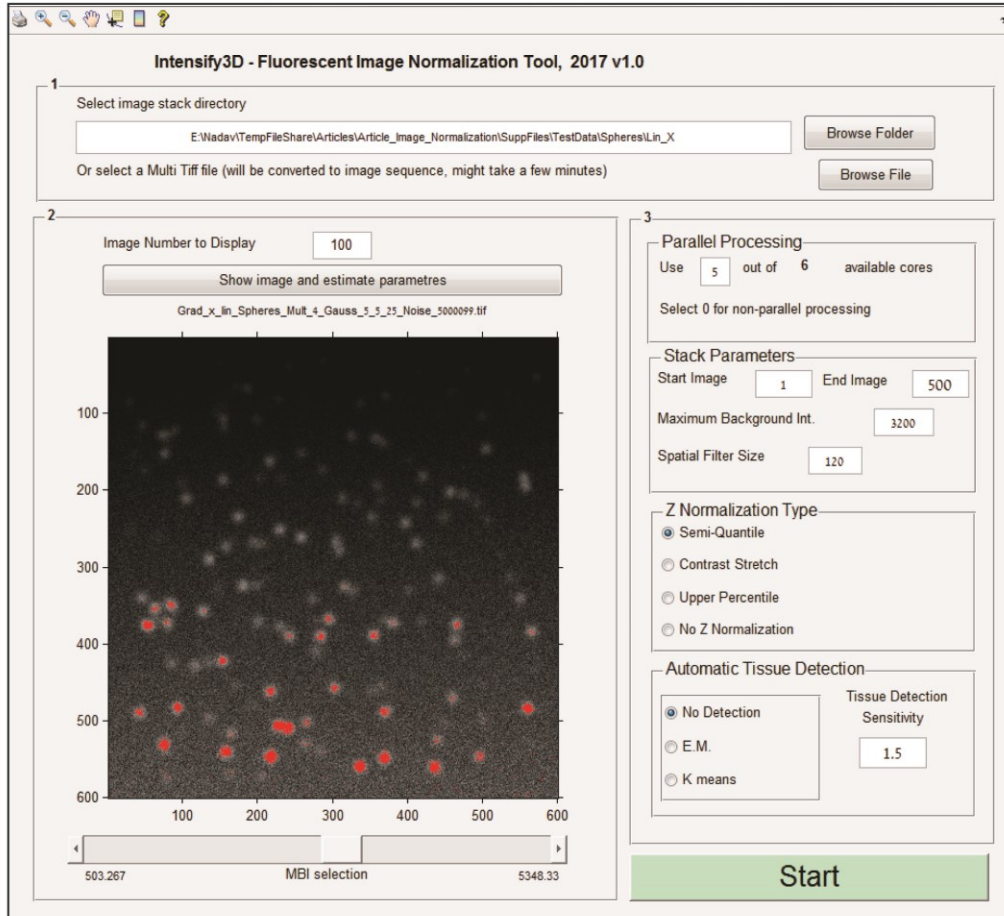 Intensify3D - Fluorescent Image Normalization Tool, 2017 v1.0
1
Select image stack directory
E:\Nadav\TempFileShare\Articles\Article_Image_Normalization\SuppFiles\TestData\Spheres\Lin_X
Browse Folder
Or select a Multi Tiff file (will be converted to image sequence, might take a few minutes)
Browse File
2
Image Number to Display 100
Show image and estimate parametres
Grad_x_lin_Spheres_Mult_4_Gauss_5_5_25_Noise_5000099.tif
100
200
300
400
500
600
100 200 300 400 500 600
503.267 MBI selection 5348.33
3
Parallel Processing
Use 5 out of 6 available cores
Select 0 for non-parallel processing
Stack Parameters
Start Image 1 End Image 500
Maximum Background Int. 3200
Spatial Filter Size 120
Z Normalization Type
Semi-Quantile
Contrast Stretch
Upper Percentile
No Z Normalization
Automatic Tissue Detection
No Detection
E.M.
K means
Tissue Detection
Sensitivity
1.5
Start